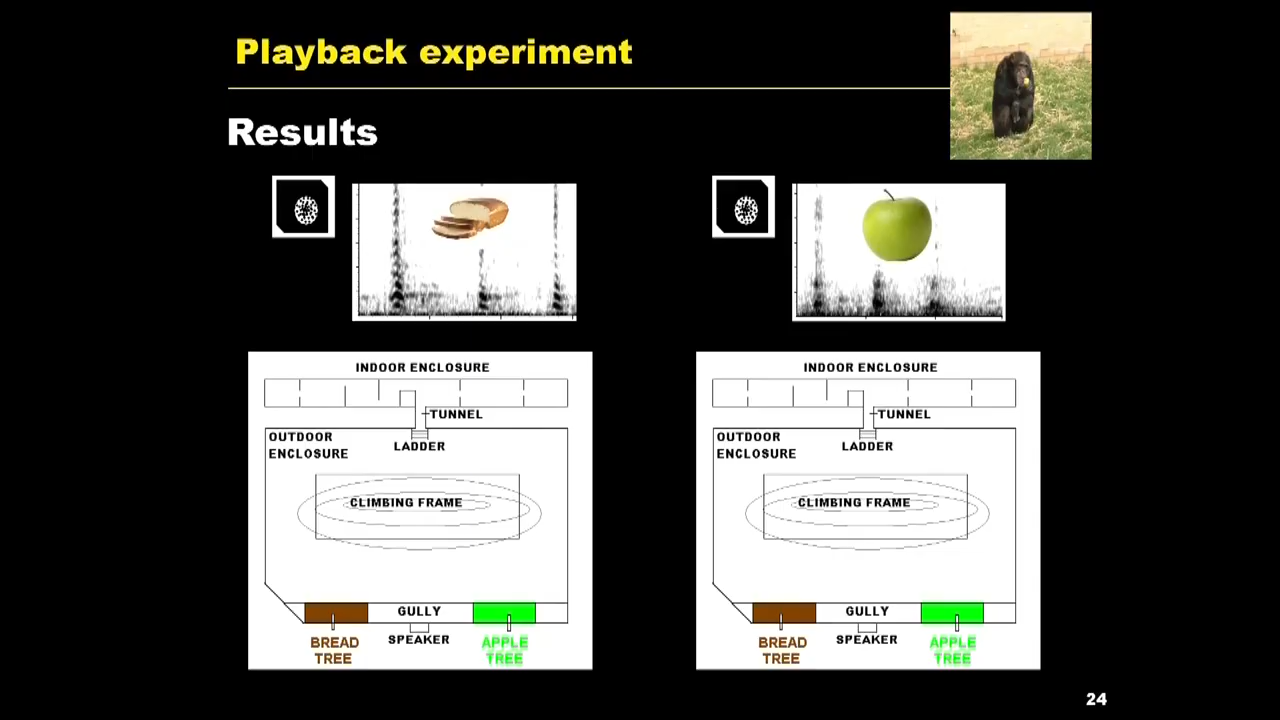 Playback experiment
Results
INDOOR ENCLOSURE
TUNNEL
OUTDOOR
ENCLOSURE
LADDER
CLIMBING FRAME
GULLY
SPEAKER
BREAD
TREE
APPLE
TREE
INDOOR ENCLOSURE
TUNNEL
OUTDOOR
ENCLOSURE
LADDER
CLIMBING FRAME
GULLY
SPEAKER
BREAD
TREE
APPLE
TREE
24